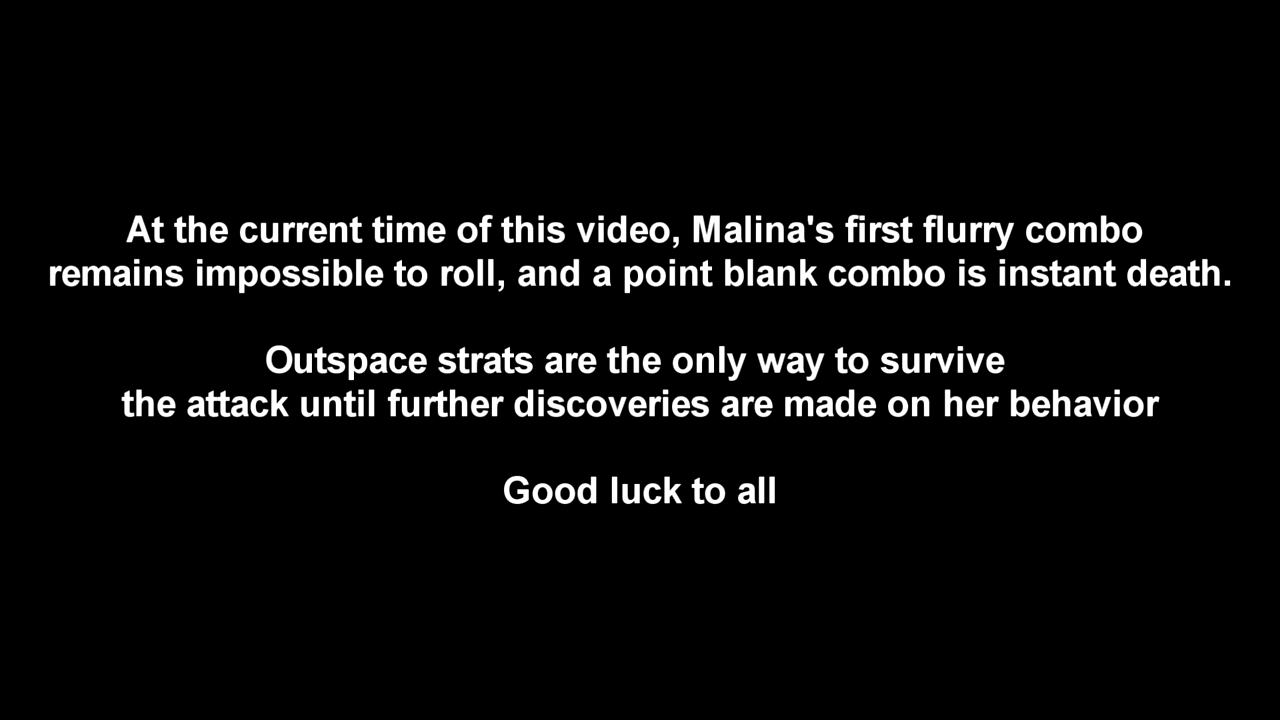 At the current time of this video, Malina's first flurry combo
remains impossible to roll, and a point blank combo is instant death.
Outspace strats are the only way to survive
the attack until further discoveries are made on her behavior
Good luck to all